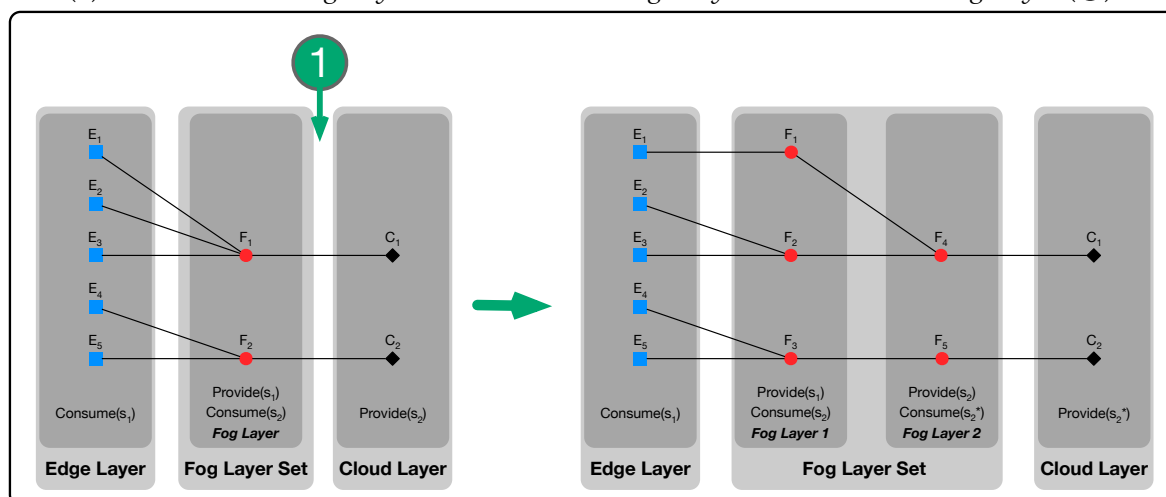 1
E₁
E₂
E₃
E₄
E₅
F₁
F₂
C₁
C₂
Consume(s₁)
Provide(s₁)
Consume(s₂)
Fog Layer
Provide(s₂)
Edge Layer
Fog Layer Set
Cloud Layer
E₁
E₂
E₃
E₄
E₅
F₁
F₂
F₃
F₄
F₅
C₁
C₂
Consume(s₁)
Provide(s₁)
Consume(s₂)
Fog Layer 1
Provide(s₂)
Consume(s₂*)
Fog Layer 2
Provide(s₂*)
Edge Layer
Fog Layer Set
Cloud Layer